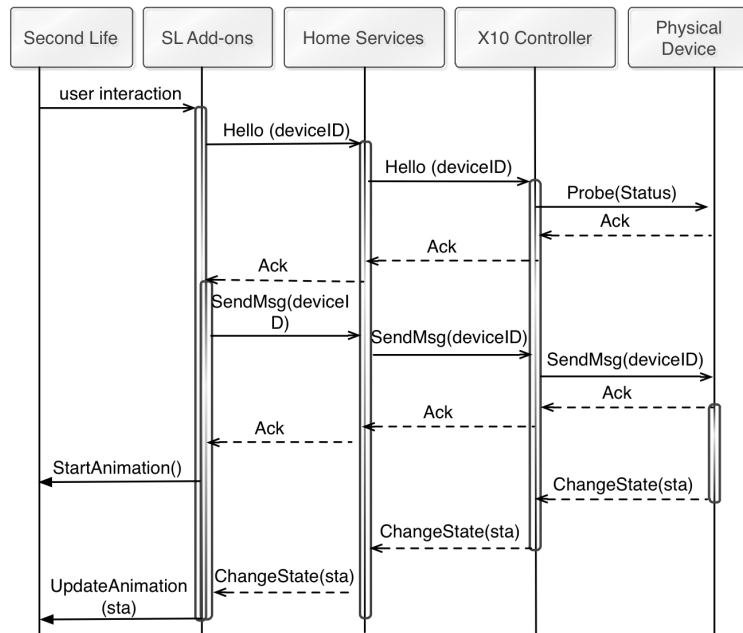 Second Life
SL Add-ons
Home Services
X10 Controller
Physical
Device
user interaction
Hello (deviceID)
Hello (deviceID)
Probe(Status)
Ack
Ack
Ack
SendMsg(deviceI
D)
SendMsg(deviceID)
SendMsg(deviceID)
Ack
Ack
Ack
StartAnimation()
ChangeState(sta)
ChangeState(sta)
ChangeState(sta)
UpdateAnimation
(sta)